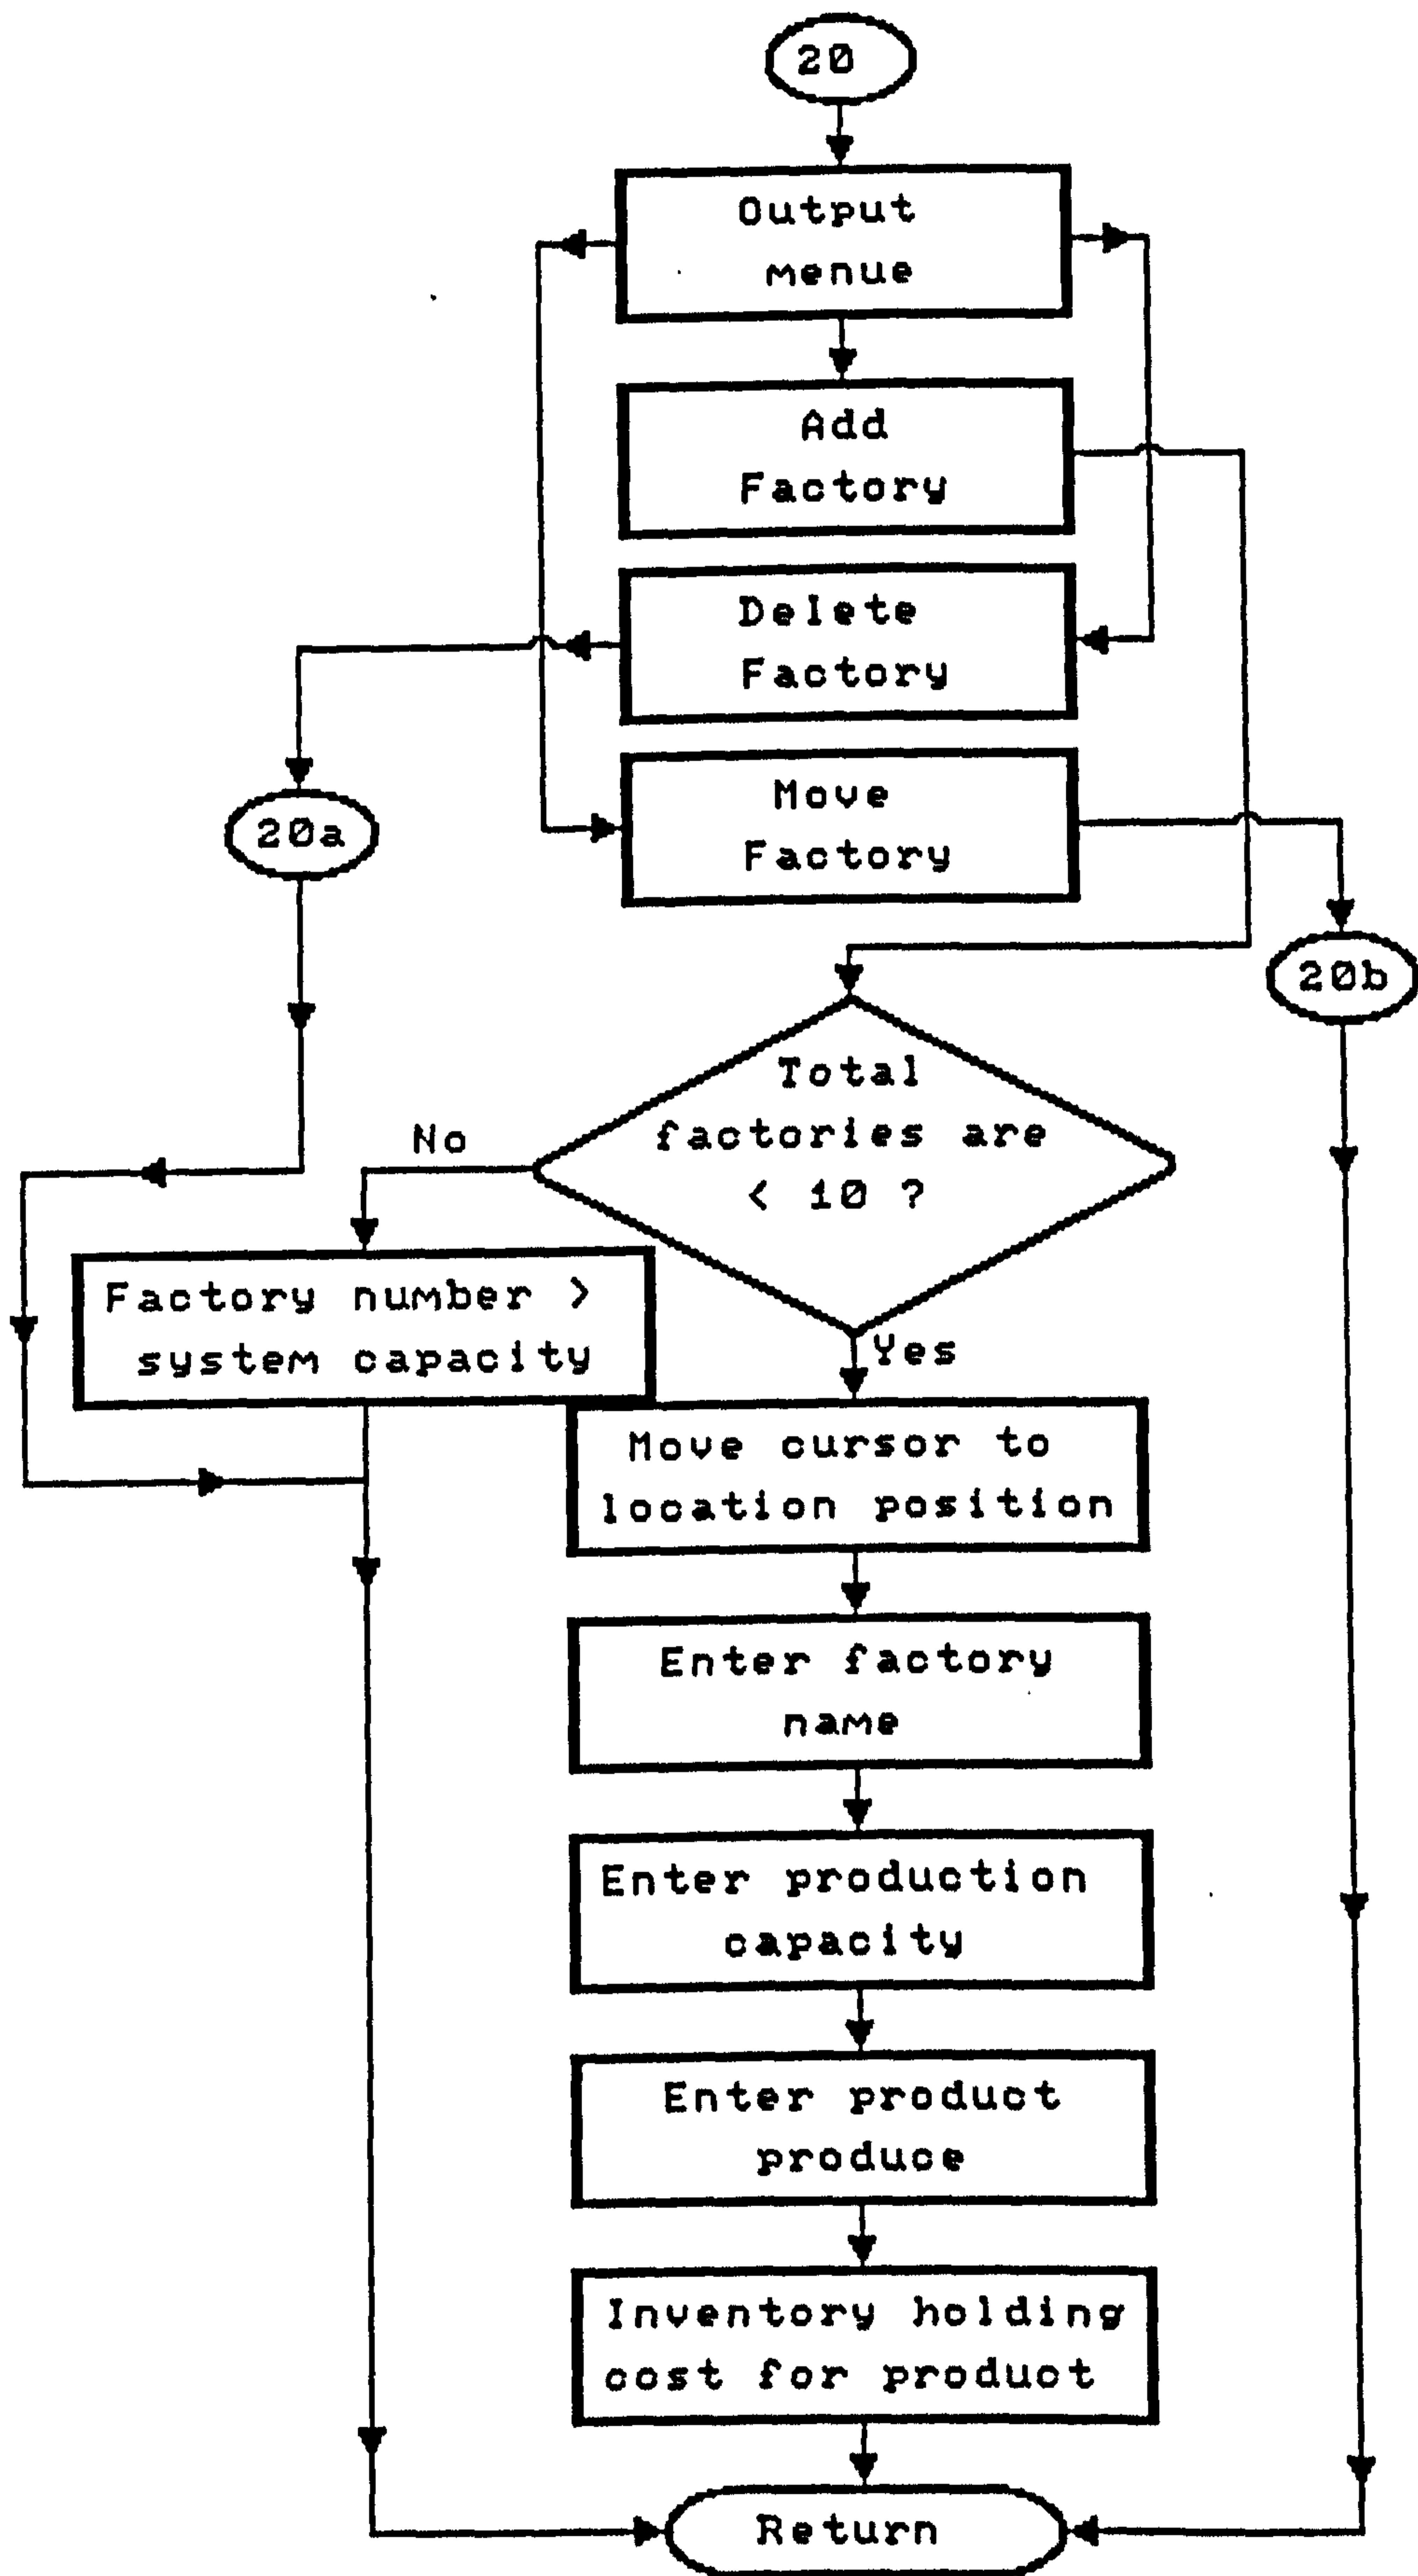 20
Output
menue
Add
Factory
Delete
Factory
Move
Factory
20a
20b
Total
factories are
< 10 ?
No
Factory number >
system capacity
Yes
Move cursor to
location position
Enter factory
name
Enter production
capacity
Enter product
produce
Inventory holding
cost for product
Return